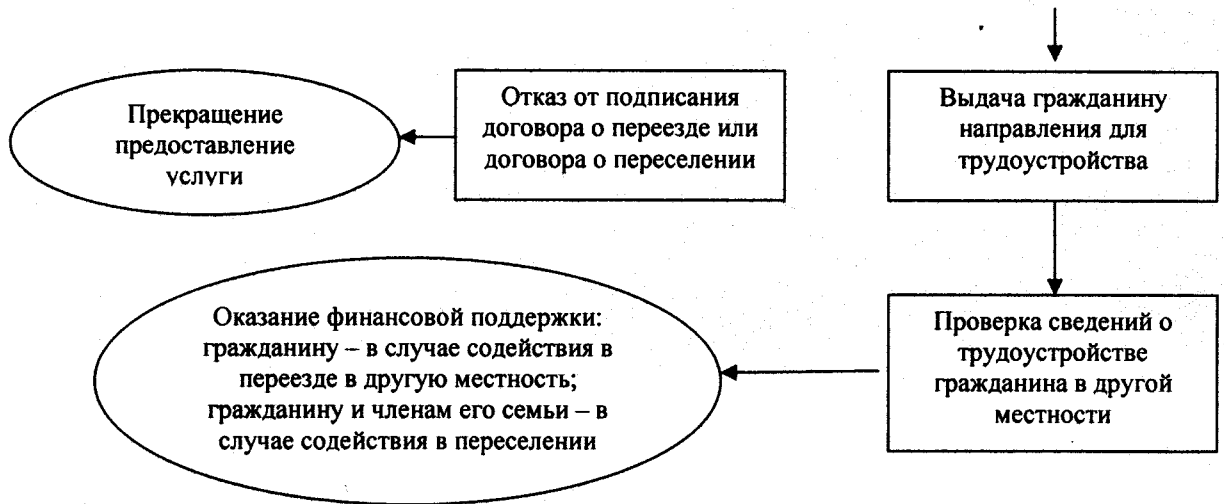 Прекращение
предоставление
услуги
Отказ от подписания
договора о переезде или
договора о переселении
Выдача гражданину
направления для
трудоустройства
Оказание финансовой поддержки:
гражданину – в случае содействия в
переезде в другую местность;
гражданину и членам его семьи – в
случае содействия в переселении
Проверка сведений о
трудоустройстве
гражданина в другой
местности